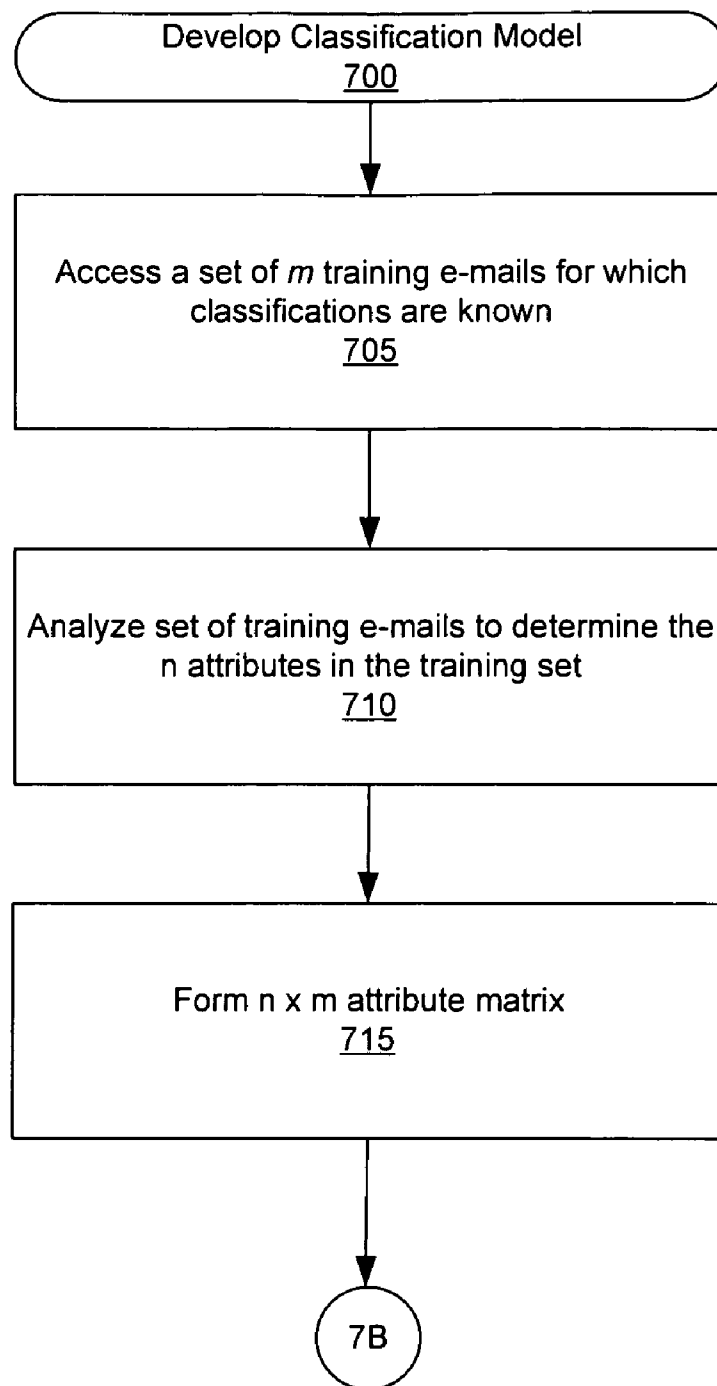 Develop Classification Model
700
Access a set of m training e-mails for which
classifications are known
705
Analyze set of training e-mails to determine the
n attributes in the training set
710
Form n x m attribute matrix
715
7B